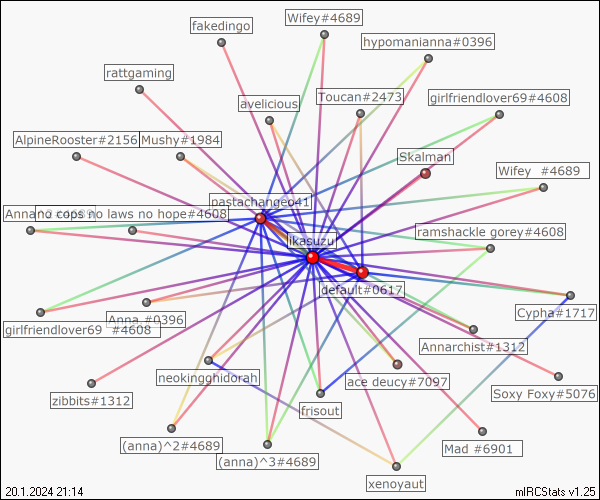 Wifey#4689
fakedingo
hypomanianna#0396
rattgaming
Toucan#2473
girlfriendlover69#4608
avelicious
AlpineRooster#2156
Mushy#1984
Skalman
Wifey #4689
pastachangeo41
no cops no laws no hope#4608
ramshackle gorey#4608
likasuzu
default#0617
Cypha#1717
Anna #0396
girlfriendlover69 #4608
Annarchist#1312
neokingghidorah
ace deucy#7097
Soxy Foxy#5076
zibbits#1312
frisout
(anna)^2#4689
Mad #6901
(anna)^3#4689
xenoyaut
20.1.2024 21:14
mIRCStats v1.25